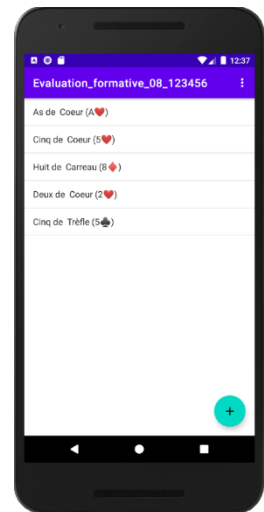 12:37
Evaluation_formative_08_123456
As de Coeur (A♥)
Cinq de Coeur (5♥)
Huit de Carreau (8♦)
Deux de Coeur (2♥)
Cinq de Trèfle (5♣)
+